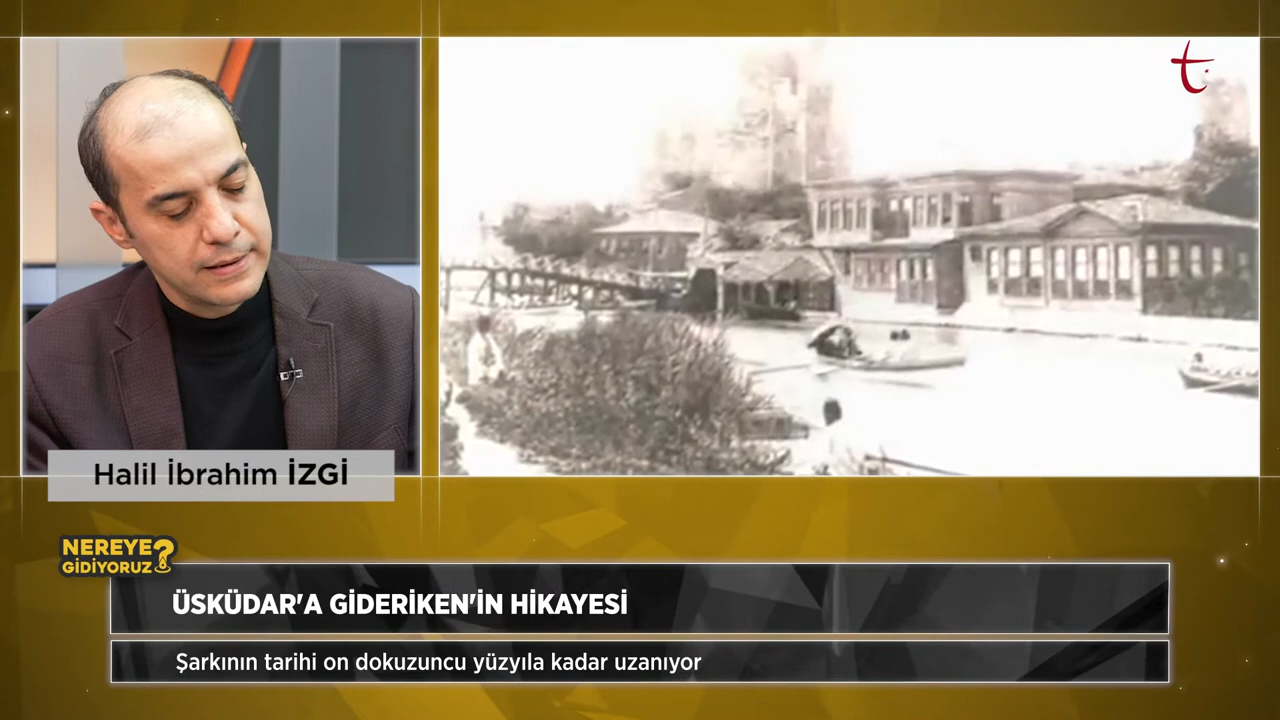 Halil İbrahim İZGİ
NEREYE
GİDİYORUZ?
ÜSKÜDAR'A GİDERİKEN'İN HİKAYESİ
Şarkının tarihi on dokuzuncu yüzyıla kadar uzanıyor